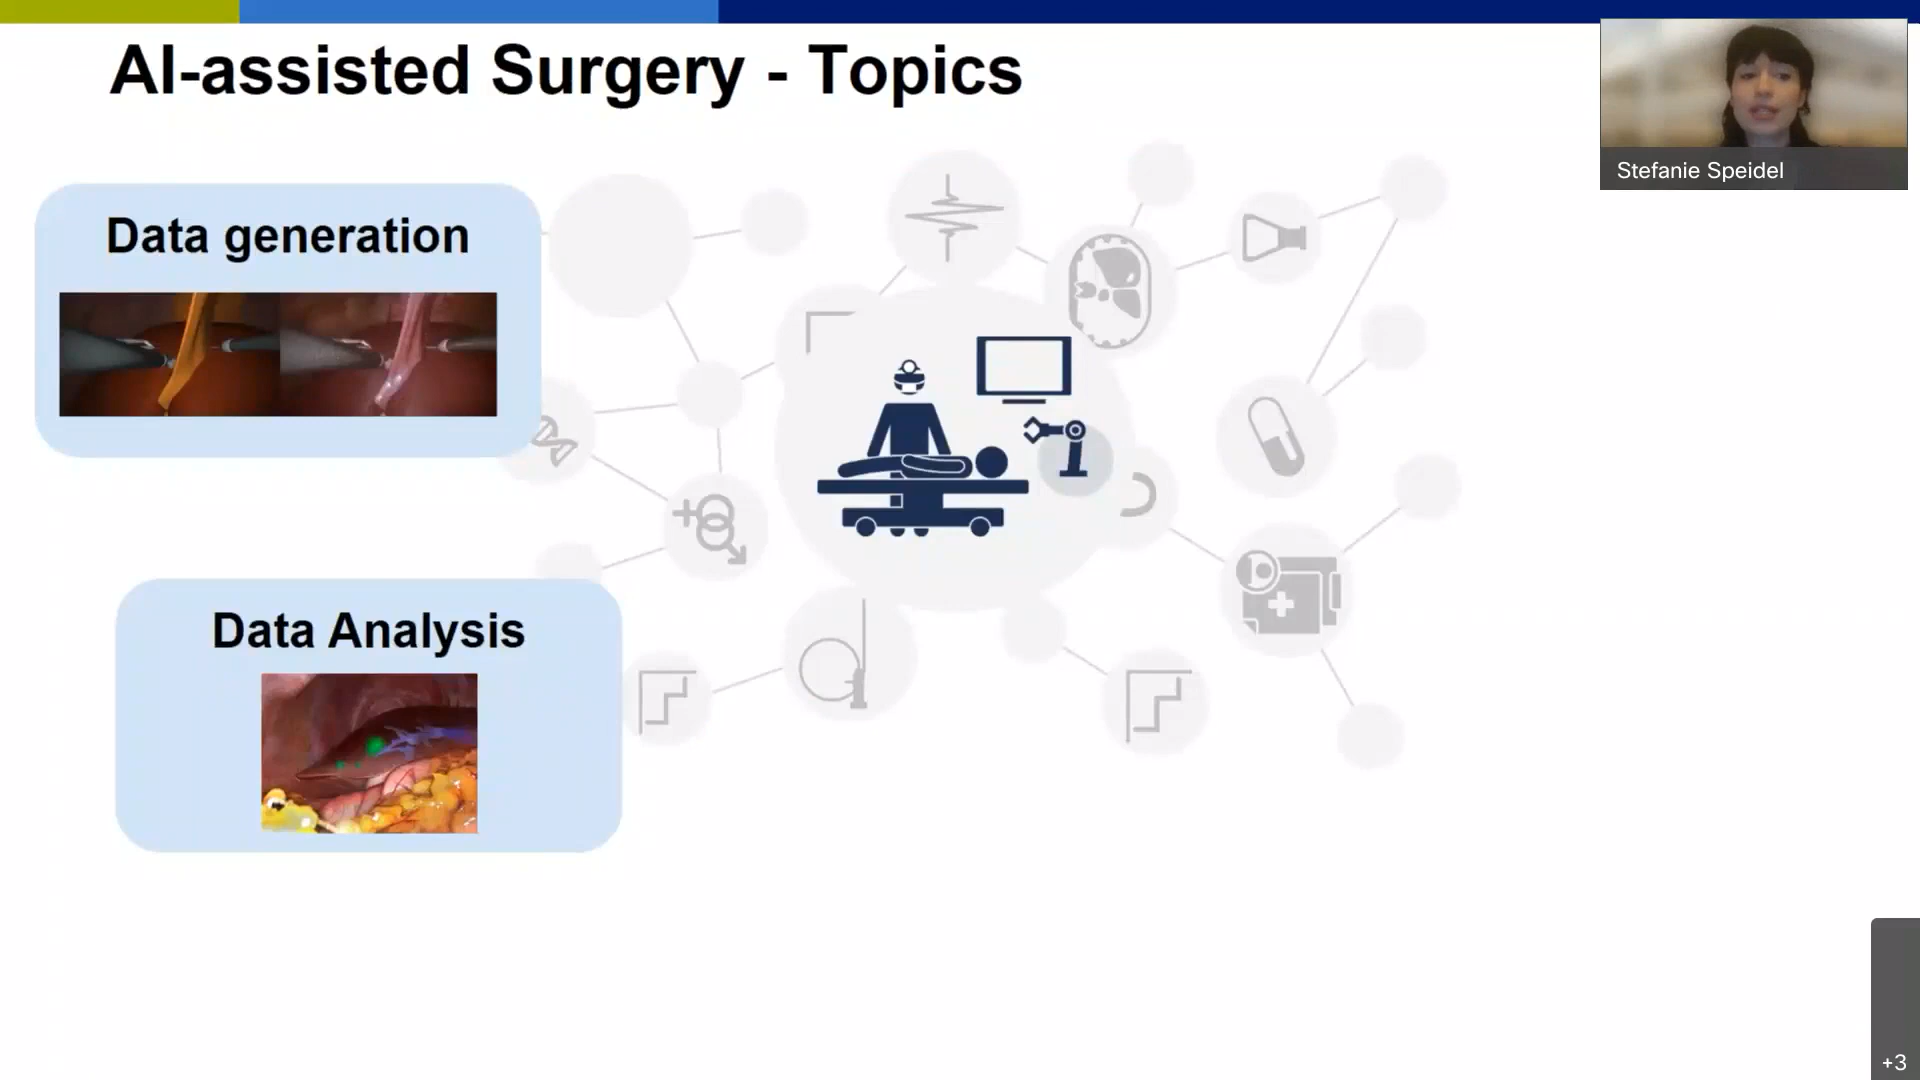 AI-assisted Surgery - Topics
Stefanie Speidel
Data generation
Data Analysis
+3